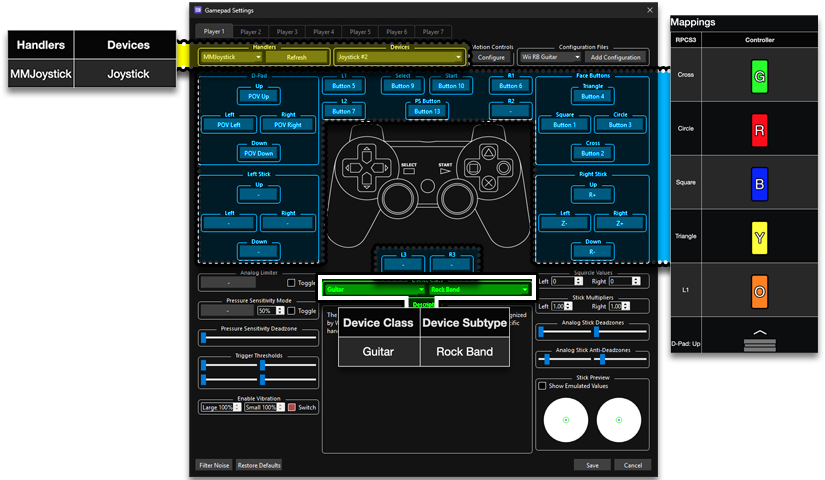 Gamepad Settings
Player 1 Player 2 Player 3 Player 4 Player 5 Player 6 Player 7
Handlers Devices
MMJoystick Joystick
Handlers Devices Motion Controls Configuration Files
MMJoystick Refresh Joystick #2 Configure Wii RB Guitar Add Configuration
D-Pad
Up
POV Up
Left Right
POV Left POV Right
Down
POV Down
L1 Select Start R1
Button 5 Button 9 Button 10 Button 6
L2 PS Button R2
Button 7 Button 13 -
Face Buttons
Triangle
Button 4
Square Circle
Button 1 Button 3
Cross
Button 2
SELECT START
Left Stick
Up
-
Left Right
- -
Down
-
Right Stick
Up
R+
Left Right
Z- Z+
Down
R-
L3 R3
- -
Analog Limiter
- Toggle
Pressure Sensitivity Mode
- 50% Toggle
Pressure Sensitivity Deadzone
Trigger Thresholds
Enable Vibration
Large 100% Small 100% Switch
Guitar Rock Band
Descript
The
by W
han
ognized
cific
Device Class Device Subtype
Guitar Rock Band
Squircle Values
Left 0 Right 0
Stick Multipliers
Left 1.00 Right 1.00
Analog Stick Deadzones
Analog Stick Anti-Deadzones
Stick Preview
Show Emulated Values
Filter Noise Restore Defaults Save Cancel
Mappings
RPCS3 Controller
Cross G
Circle R
Square B
Triangle Y
L1 O
D-Pad: Up